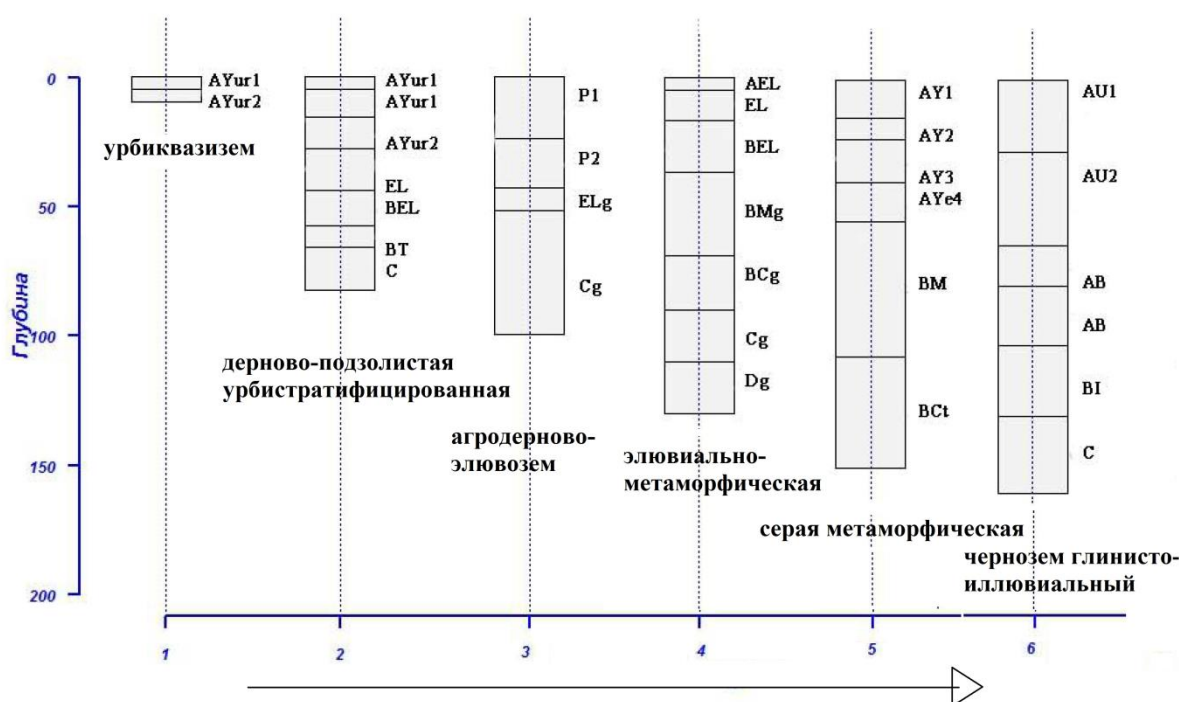 Глубина
0
50
100
150
200
AYur1
AYur2
урбиквазизем
AYur1
AYur1
AYur2
EL
BEL
BT
C
дерново-подзолистая
урбистратифицированная
P1
P2
ELg
Cg
агродерново-
элювозем
AEL
EL
BEL
BMg
BCg
Cg
Dg
элювиально-
метаморфическая
AY1
AY2
AY3
AYe4
BM
BCt
серая метаморфическая
AU1
AU2
AB
AB
BI
C
чернозем глинисто-
иллювиальный
1
2
3
4
5
6